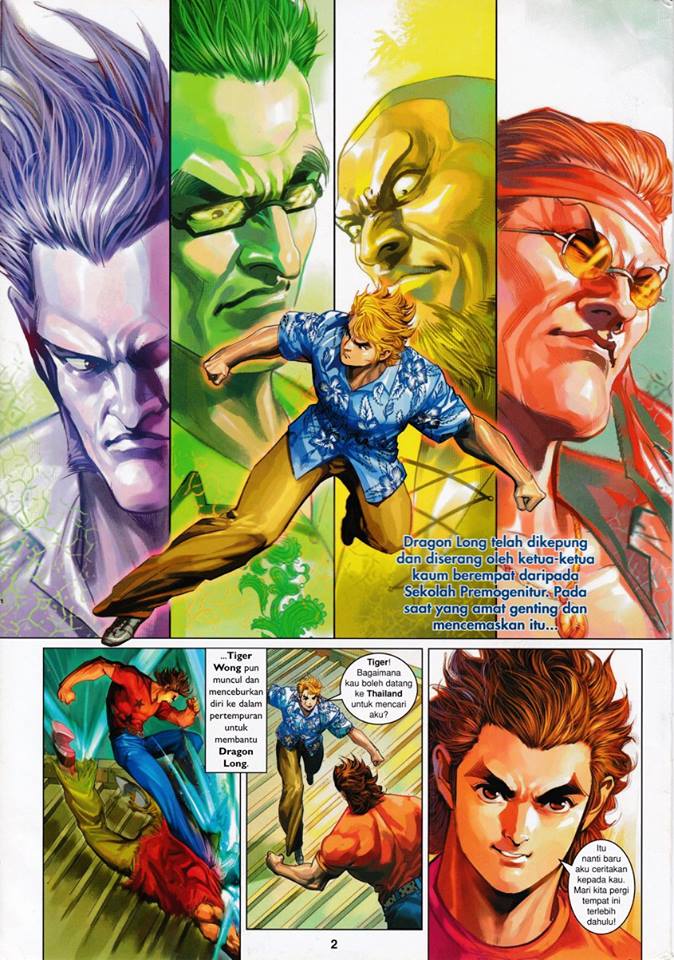 Dragon Long telah dikepung
dan diserang oleh ketua-ketua
kaum berempat daripada
Sekolah Premogenitur. Pada
saat yang amat genting dan
mencemaskan itu...
...Tiger
Wong pun
muncul dan
menceburkan
diri ke dalam
pertempuran
untuk
membantu
Dragon
Long.
Tiger!
Bagaimana
kau boleh datang
ke Thailand
untuk mencari
aku?
Itu
nanti baru
aku ceritakan
kepada kau.
Mari kita pergi
tempat ini
terlebih
dahulu!
2